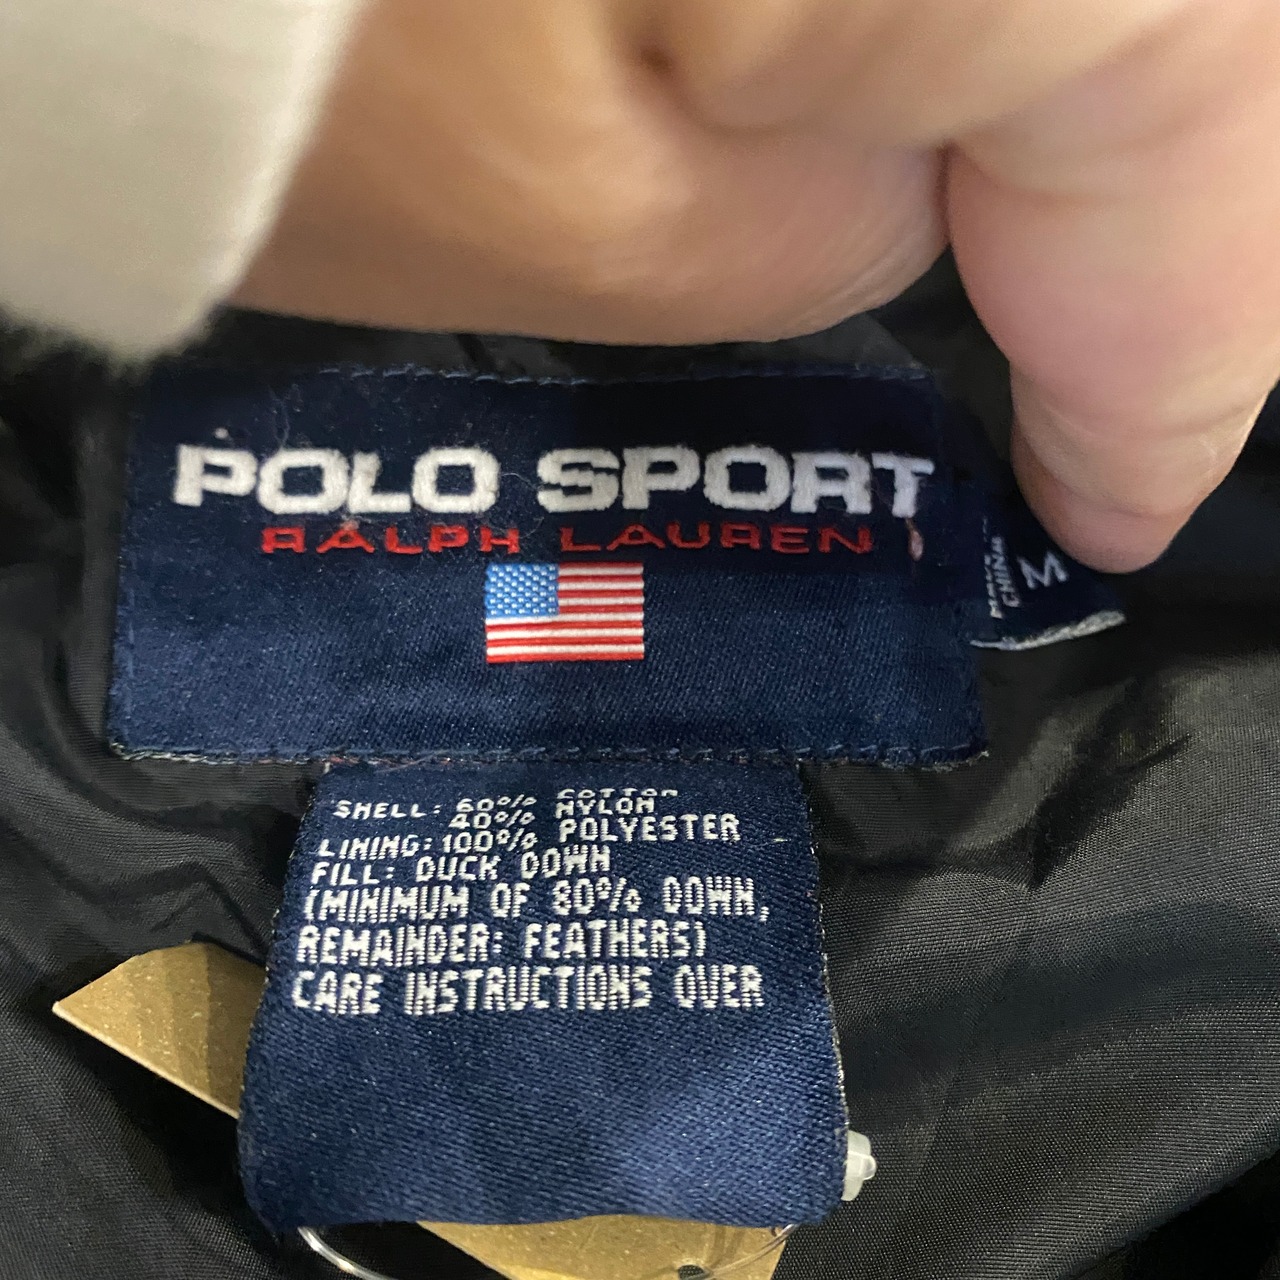 POLO SPORT
RALPH LAUREN
M
CHINA
SHELL: 60% COTTON
40% NYLON
LINING: 100% POLYESTER
FILL: DUCK DOWN
(MINIMUM OF 80% DOWN,
REMAINDER: FEATHERS)
CARE INSTRUCTIONS OVER